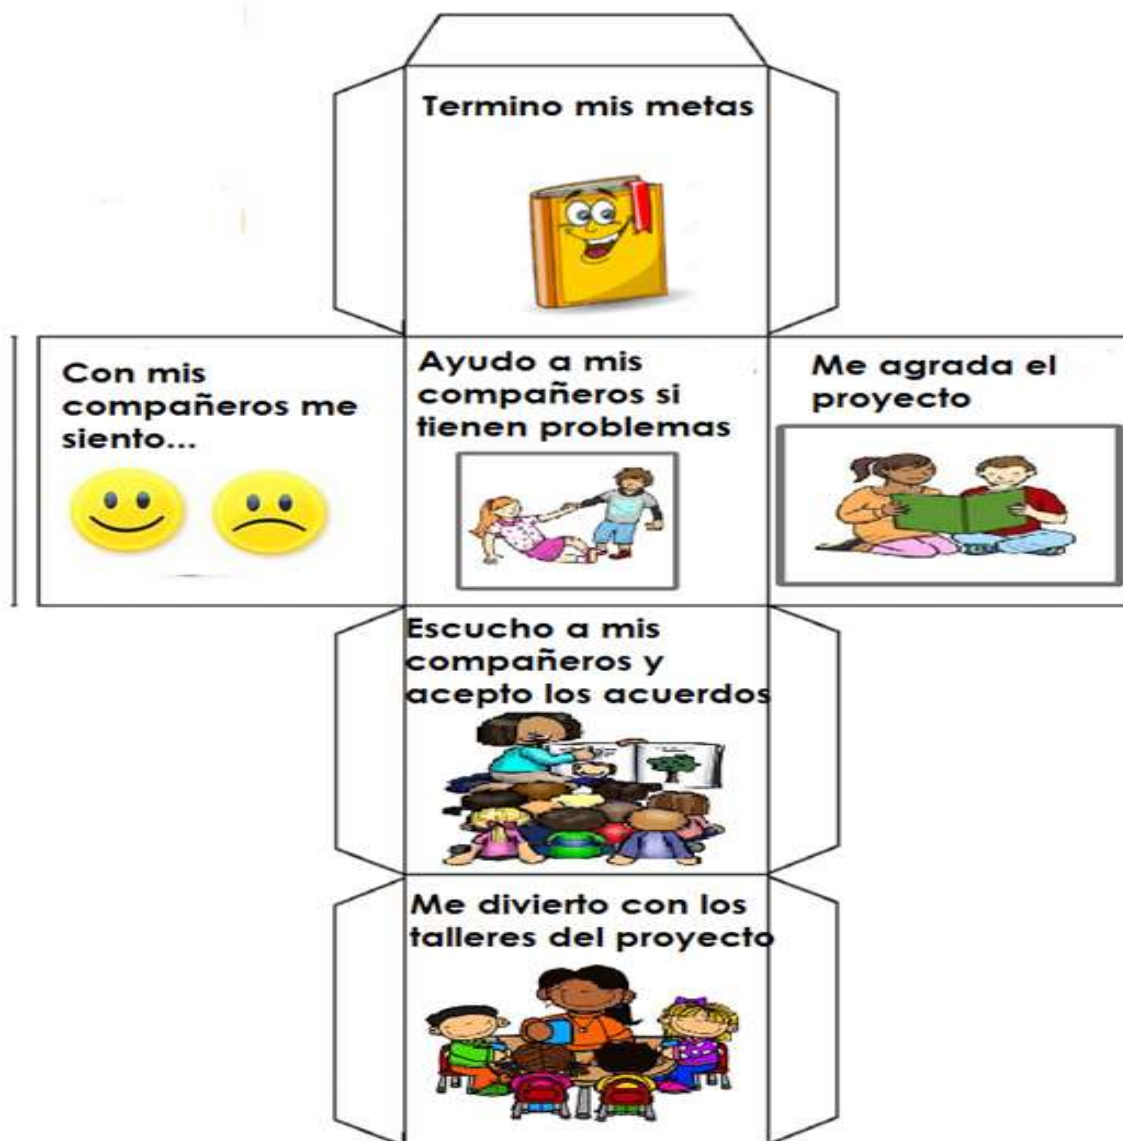 Termino mis metas
Con mis
compañeros me
siento...
Ayudo a mis
compañeros si
tienen problemas
Me agrada el
proyecto
Escucho a mis
compañeros y
acepto los acuerdos
Me divierto con los
talleres del proyecto